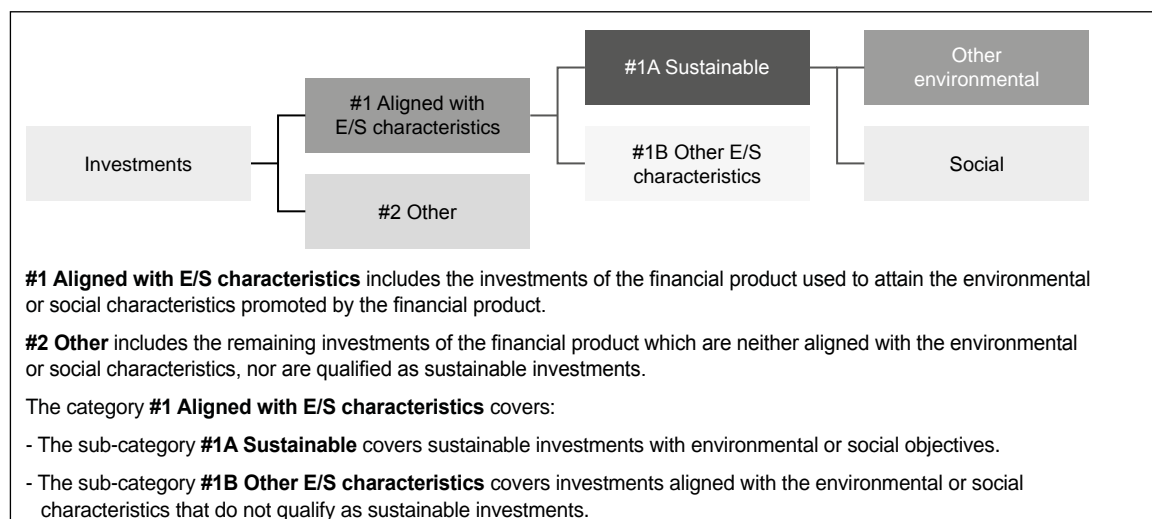 #1A Sustainable
Other
environmental
#1 Aligned with
E/S characteristics
Investments
#1B Other E/S
characteristics
Social
#2 Other
#1 Aligned with E/S characteristics includes the investments of the financial product used to attain the environmental
or social characteristics promoted by the financial product.
#2 Other includes the remaining investments of the financial product which are neither aligned with the environmental
or social characteristics, nor are qualified as sustainable investments.
The category #1 Aligned with E/S characteristics covers:
- The sub-category #1A Sustainable covers sustainable investments with environmental or social objectives.
- The sub-category #1B Other E/S characteristics covers investments aligned with the environmental or social
characteristics that do not qualify as sustainable investments.